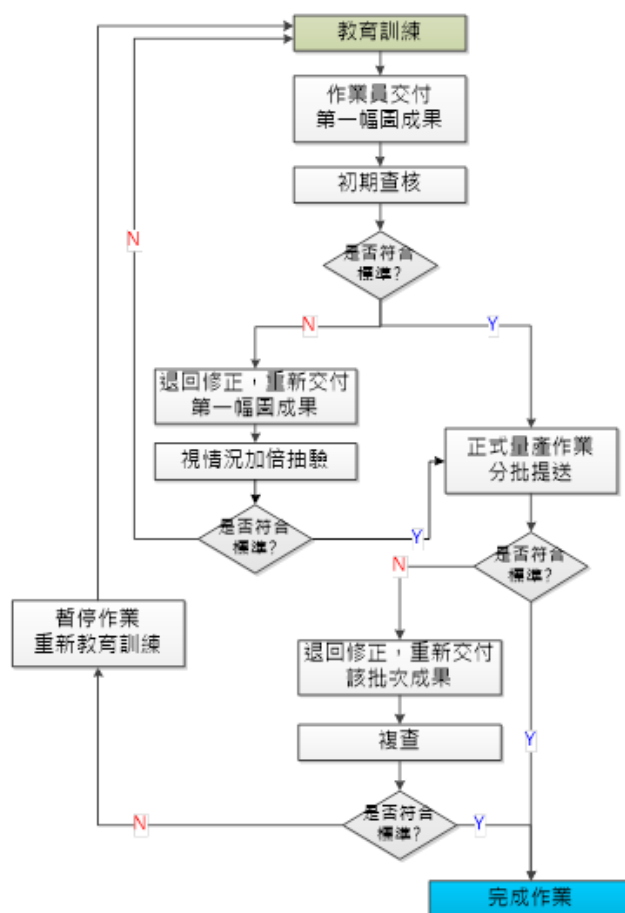 教育訓練
作業員交付
第一幅圖成果
初期查核
是否符合
標準?
N
Y
退回修正，重新交付
第一幅圖成果
視情況加倍抽驗
是否符合
標準?
N
Y
正式量產作業
分批提送
是否符合
標準?
N
Y
退回修正，重新交付
該批次成果
複查
是否符合
標準?
N
Y
暫停作業
重新教育訓練
完成作業